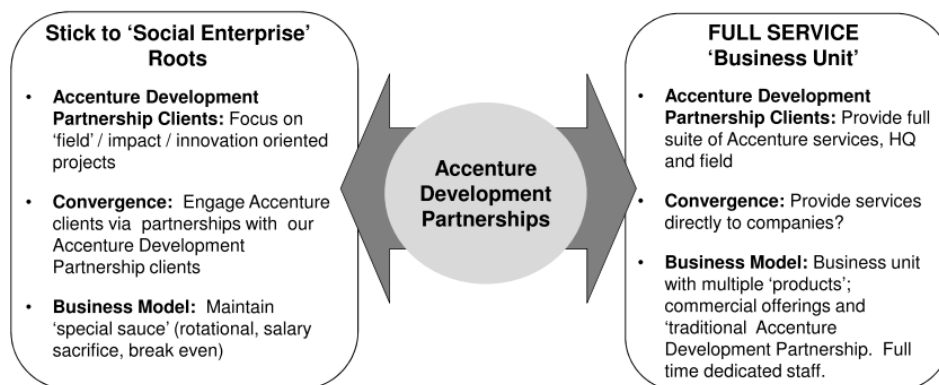 Stick to ‘Social Enterprise’
Roots
• Accenture Development
Partnership Clients: Focus on
‘field’ / impact / innovation oriented
projects
• Convergence: Engage Accenture
clients via partnerships with our
Accenture Development
Partnership clients
• Business Model: Maintain
‘special sauce’ (rotational, salary
sacrifice, break even)
Accenture
Development
Partnerships
FULL SERVICE
‘Business Unit’
• Accenture Development
Partnership Clients: Provide full
suite of Accenture services, HQ
and field
• Convergence: Provide services
directly to companies?
• Business Model: Business unit
with multiple ‘products’;
commercial offerings and
‘traditional Accenture
Development Partnership. Full
time dedicated staff.